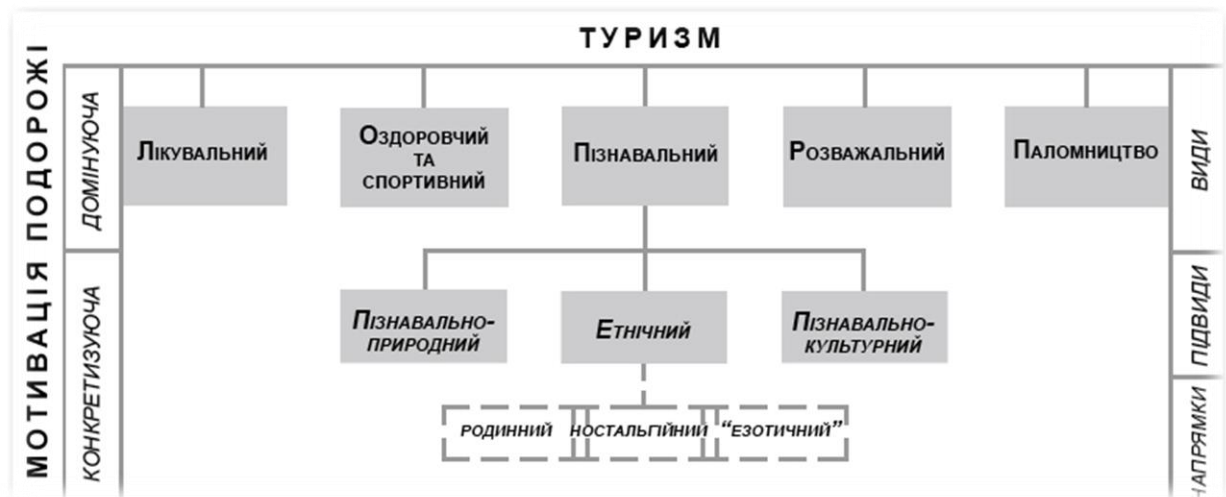 ТУРИЗМ
МОТИВАЦІЯ ПОДОРОЖІ
ДОМІНУЮЧА
ЛІКУВАЛЬНИЙ
ОЗДОРОВЧИЙ
ТА
СПОРТИВНИЙ
ПІЗНАВАЛЬНИЙ
РОЗВАЖАЛЬНИЙ
ПАЛОМНИЦТВО
ВИДИ
КОНКРЕТИЗУЮЧА
ПІЗНАВАЛЬНО-
ПРИРОДНИЙ
ЕТНІЧНИЙ
ПІЗНАВАЛЬНО-
КУЛЬТУРНИЙ
ПІДВИДИ
РОДИННИЙ
НОСТАЛЬГІЙНИЙ
“ЕЗОТИЧНИЙ”
НАПРЯМКИ